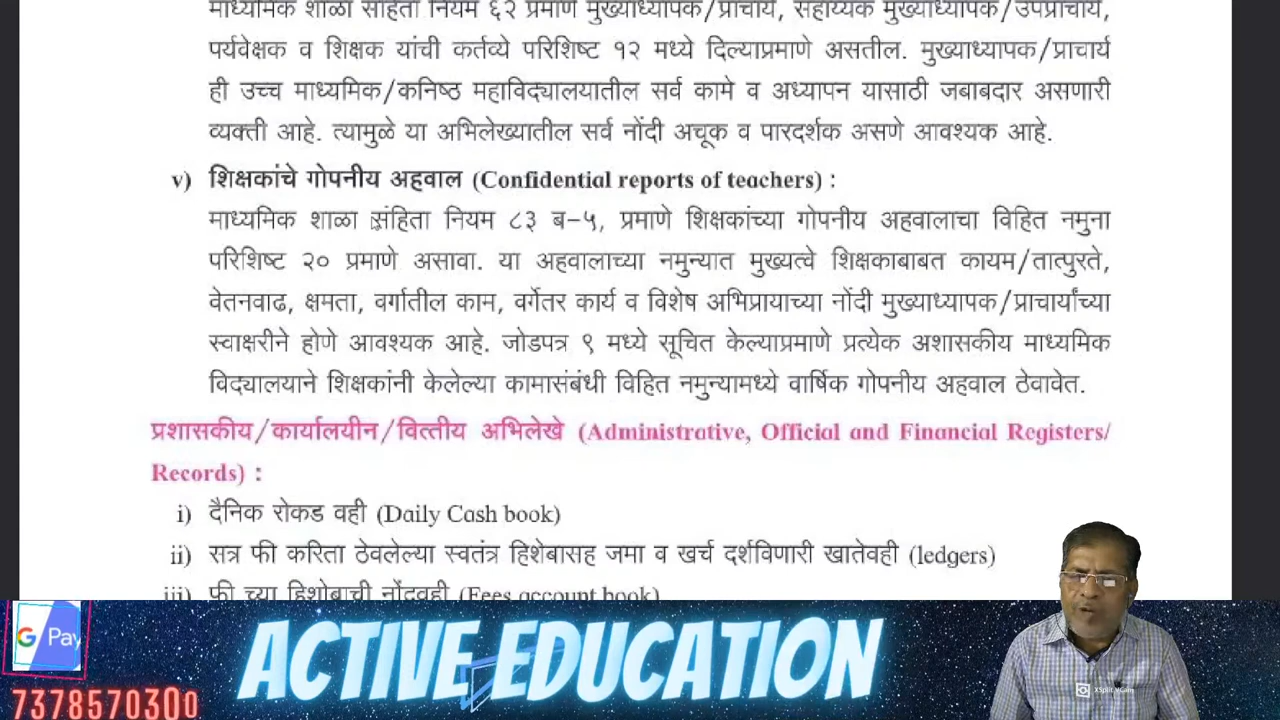 माध्यमिक शाळा संहिता नियम ६२ प्रमाणे मुख्याध्यापक/प्राचार्य, सहाय्यक मुख्याध्यापक/उपप्राचार्य,
पर्यवेक्षक व शिक्षक यांची कर्तव्ये परिशिष्ट १२ मध्ये दिल्याप्रमाणे असतील. मुख्याध्यापक/प्राचार्य
ही उच्च माध्यमिक/कनिष्ठ महाविद्यालयातील सर्व कामे व अध्यापन यासाठी जबाबदार असणारी
व्यक्ती आहे. त्यामुळे या अभिलेख्यातील सर्व नोंदी अचूक व पारदर्शक असणे आवश्यक आहे.
v) शिक्षकांचे गोपनीय अहवाल (Confidential reports of teachers) :
माध्यमिक शाळा संहिता नियम ८३ ब-५, प्रमाणे शिक्षकांच्या गोपनीय अहवालाचा विहित नमुना
परिशिष्ट २० प्रमाणे असावा. या अहवालाच्या नमुन्यात मुख्यत्वे शिक्षकाबाबत कायम/तात्पुरते,
वेतनवाढ, क्षमता, वर्गातील काम, वर्गेतर कार्य व विशेष अभिप्रायाच्या नोंदी मुख्याध्यापक/प्राचार्यांच्या
स्वाक्षरीने होणे आवश्यक आहे. जोडपत्र ९ मध्ये सूचित केल्याप्रमाणे प्रत्येक अशासकीय माध्यमिक
विद्यालयाने शिक्षकांनी केलेल्या कामासंबंधी विहित नमुन्यामध्ये वार्षिक गोपनीय अहवाल ठेवावेत.
प्रशासकीय/कार्यालयीन/वित्तीय अभिलेखे (Administrative, Official and Financial Registers/
Records) :
i) दैनिक रोकड वही (Daily Cash book)
ii) सत्र फी करिता ठेवलेल्या स्वतंत्र हिशेबासह जमा व खर्च दर्शविणारी खातेवही (ledgers)
iii) फी च्या हिशोबाची नोंदवही (Fees account book)
G Pay
ACTIVE EDUCATION
7378570300
XSplit VCam